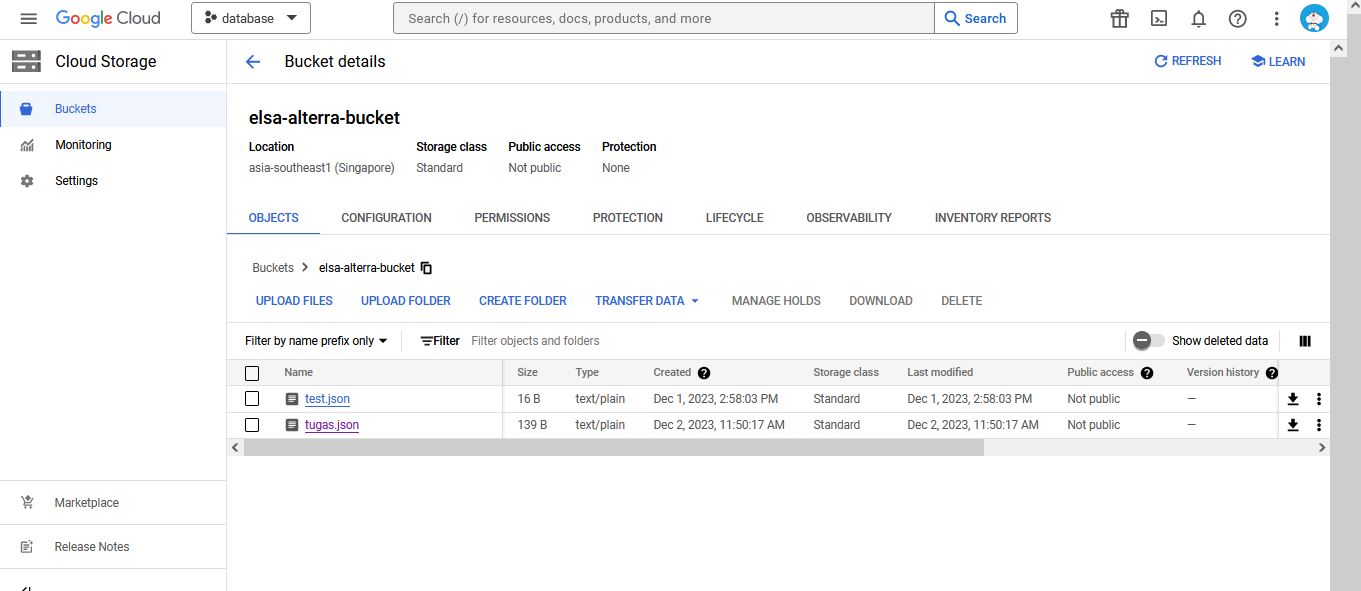 Google Cloud
database
Search (/) for resources, docs, products, and more
Search
Cloud Storage
Bucket details
REFRESH
LEARN
Buckets
Monitoring
Settings
elsa-alterra-bucket
Location Storage class Public access Protection
asia-southeast1 (Singapore) Standard Not public None
OBJECTS CONFIGURATION PERMISSIONS PROTECTION LIFECYCLE OBSERVABILITY INVENTORY REPORTS
Buckets elsa-alterra-bucket
UPLOAD FILES UPLOAD FOLDER CREATE FOLDER TRANSFER DATA MANAGE HOLDS DOWNLOAD DELETE
Filter by name prefix only Filter Filter objects and folders Show deleted data
Name Size Type Created Storage class Last modified Public access Version history
test.json 16 B text/plain Dec 1, 2023, 2:58:03 PM Standard Dec 1, 2023, 2:58:03 PM Not public —
tugas.json 139 B text/plain Dec 2, 2023, 11:50:17 AM Standard Dec 2, 2023, 11:50:17 AM Not public —
Marketplace
Release Notes